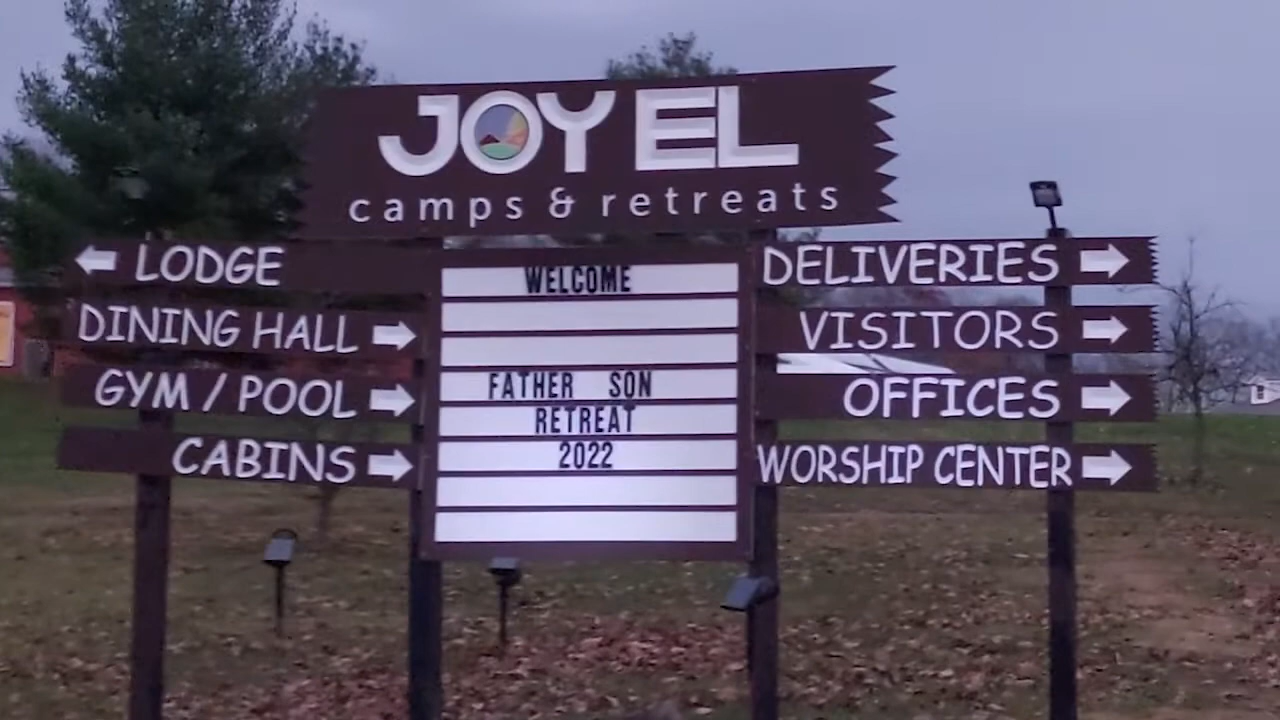 JOY EL
camps & retreats
LODGE
DINING HALL
GYM / POOL
CABINS
WELCOME
FATHER SON
RETREAT
2022
DELIVERIES
VISITORS
OFFICES
WORSHIP CENTER